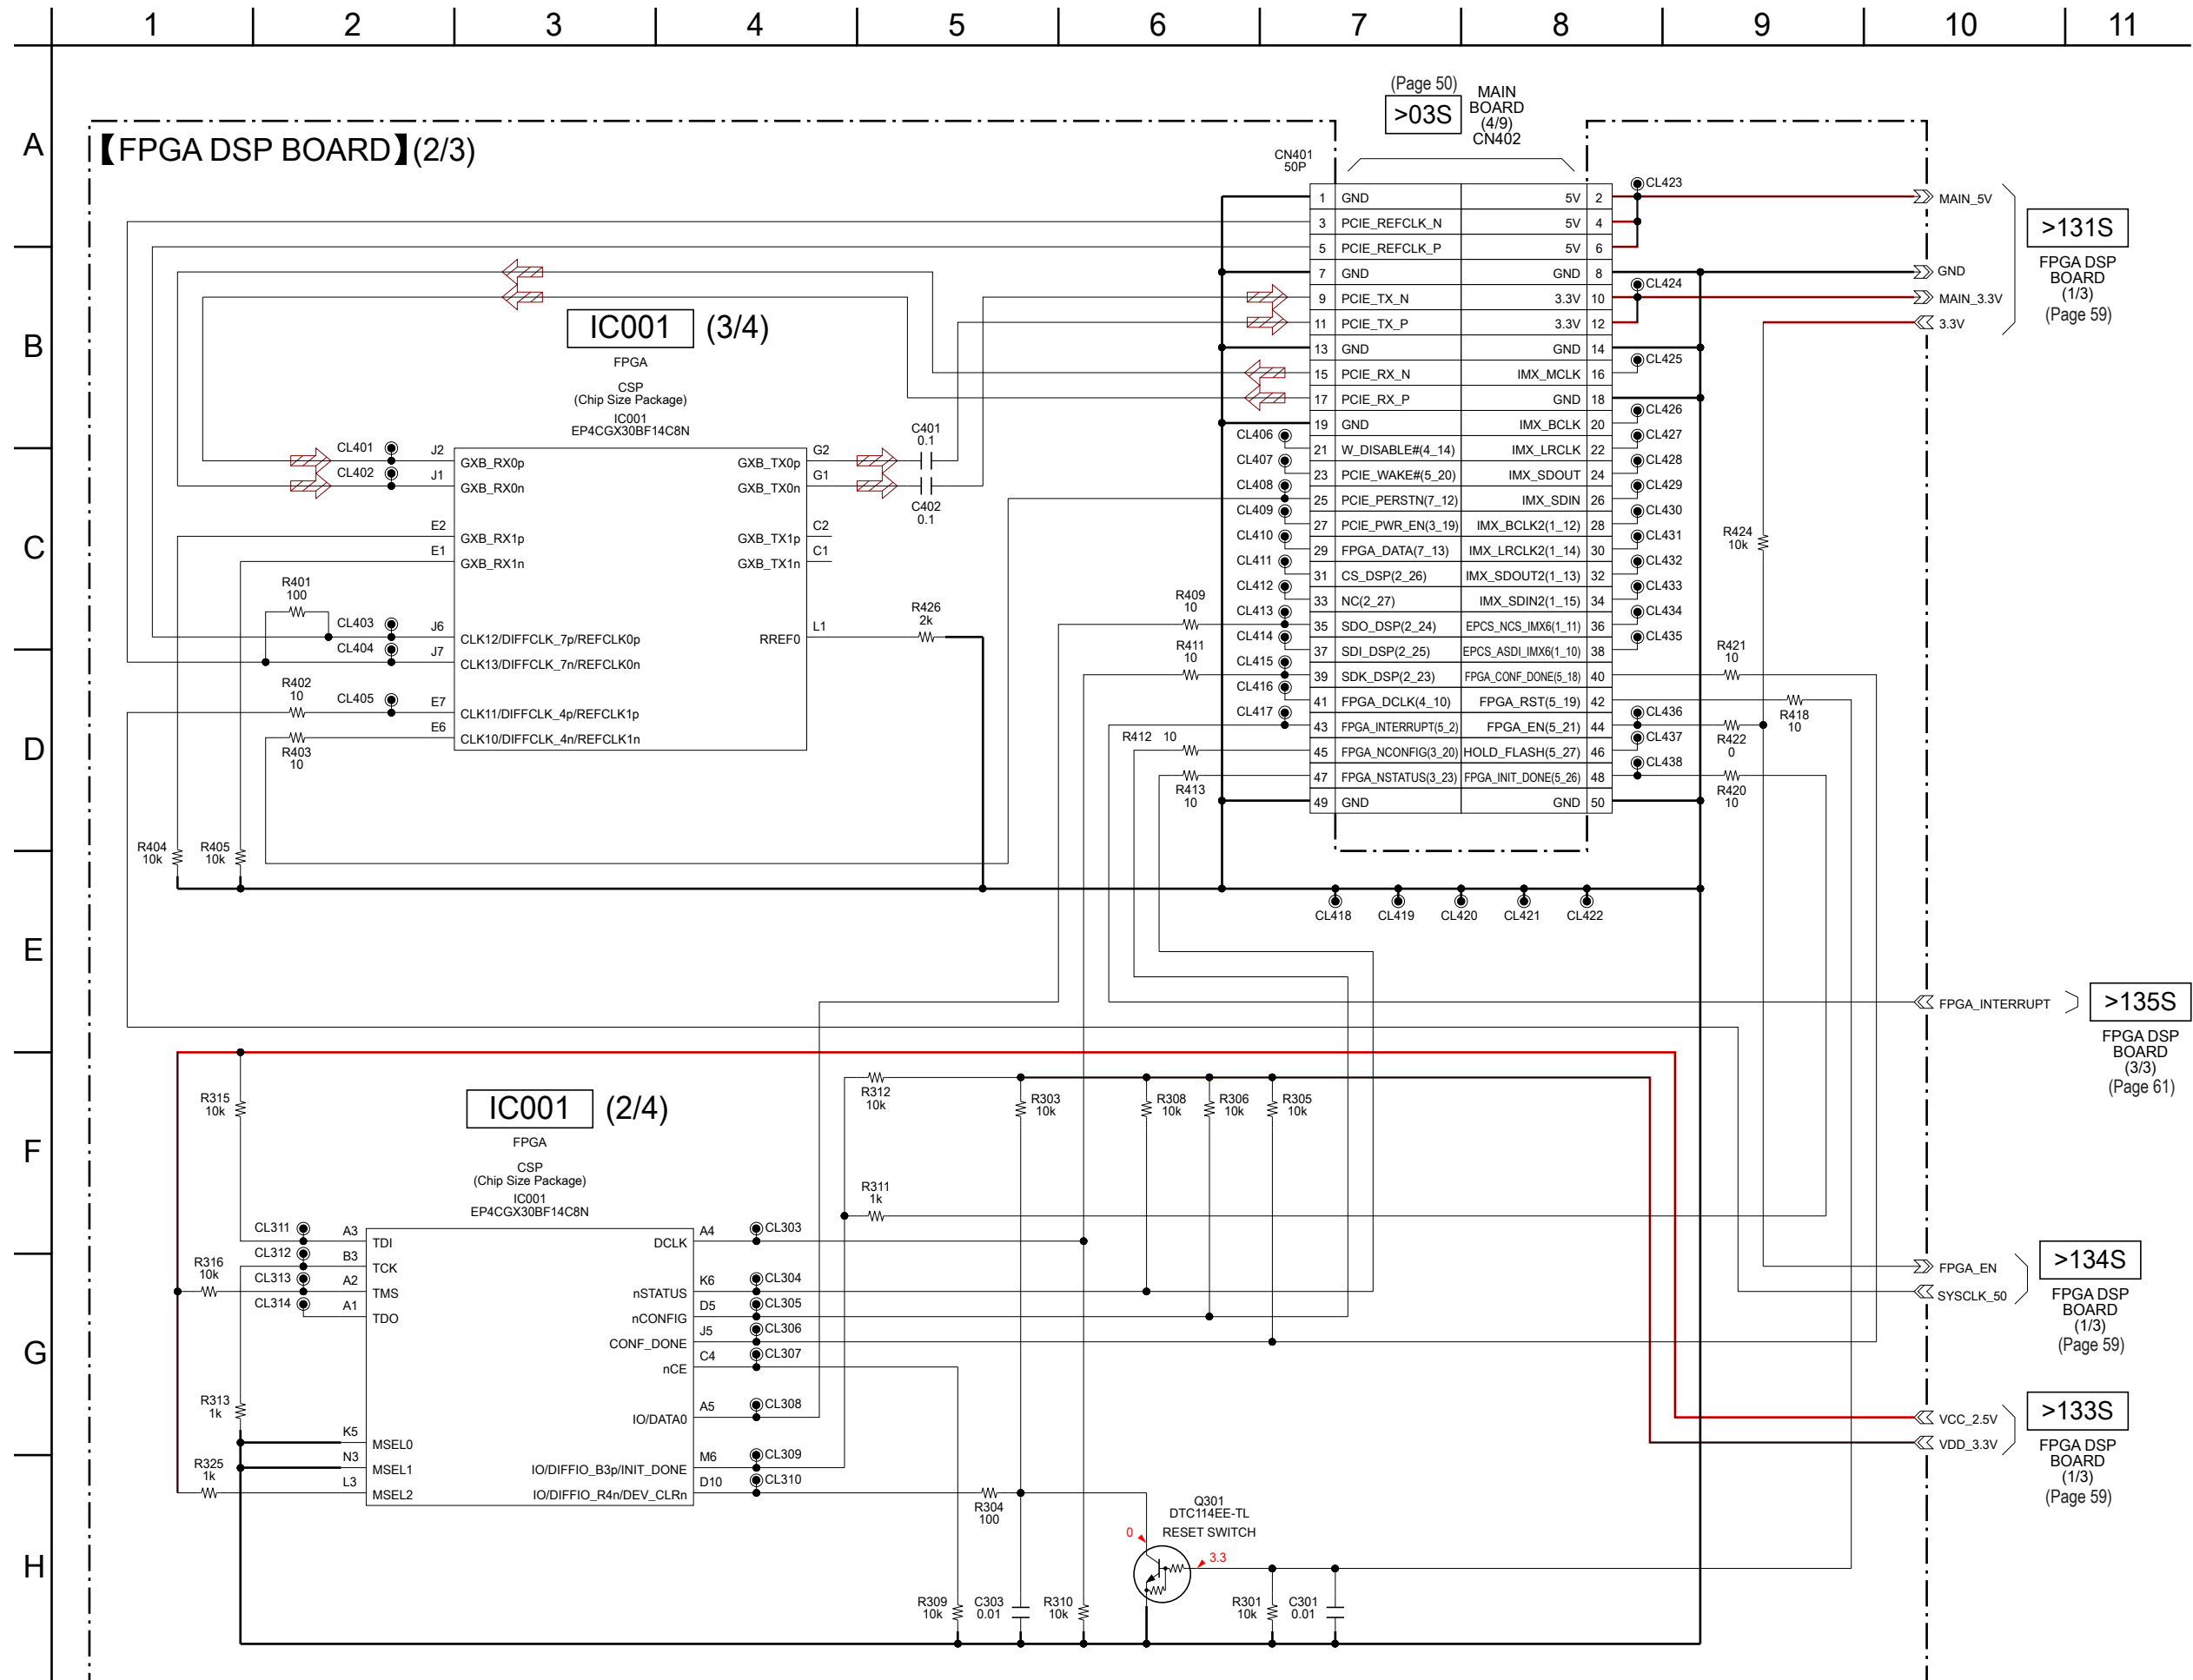 1 2 3 4 5 6 7 8 9 10 11
A
B
C
D
E
F
G
H
【FPGA DSP BOARD】(2/3)
(Page 50)
>03S
MAIN
BOARD
(4/9)
CN402
CN401
50P
1 GND 5V 2
3 PCIE_REFCLK_N 5V 4
5 PCIE_REFCLK_P 5V 6
7 GND GND 8
9 PCIE_TX_N 3.3V 10
11 PCIE_TX_P 3.3V 12
13 GND GND 14
15 PCIE_RX_N IMX_MCLK 16
17 PCIE_RX_P GND 18
19 GND IMX_BCLK 20
21 W_DISABLE#(4_14) IMX_LRCLK 22
23 PCIE_WAKE#(5_20) IMX_SDOUT 24
25 PCIE_PERSTN(7_12) IMX_SDIN 26
27 PCIE_PWR_EN(3_19) IMX_BCLK2(1_12) 28
29 FPGA_DATA(7_13) IMX_LRCLK2(1_14) 30
31 CS_DSP(2_26) IMX_SDOUT2(1_13) 32
33 NC(2_27) IMX_SDIN2(1_15) 34
35 SDO_DSP(2_24) EPCS_NCS_IMX6(1_11) 36
37 SDI_DSP(2_25) EPCS_ASDI_IMX6(1_10) 38
39 SDK_DSP(2_23) FPGA_CONF_DONE(5_18) 40
41 FPGA_DCLK(4_10) FPGA_RST(5_19) 42
43 FPGA_INTERRUPT(5_2) FPGA_EN(5_21) 44
45 FPGA_NCONFIG(3_20) HOLD_FLASH(5_27) 46
47 FPGA_NSTATUS(3_23) FPGA_INIT_DONE(5_26) 48
49 GND GND 50
CL406
CL407
CL408
CL409
CL410
CL411
CL412
CL413
CL414
CL415
CL416
CL417
CL423
CL424
CL425
CL426
CL427
CL428
CL429
CL430
CL431
CL432
CL433
CL434
CL435
CL436
CL437
CL438
CL418 CL419 CL420 CL421 CL422
MAIN_5V
GND
MAIN_3.3V
3.3V
>131S
FPGA DSP
BOARD
(1/3)
(Page 59)
IC001 (3/4)
FPGA
CSP
(Chip Size Package)
IC001
EP4CGX30BF14C8N
CL401 J2 GXB_RX0p
CL402 J1 GXB_RX0n
E2 GXB_RX1p
E1 GXB_RX1n
CL403 J6 CLK12/DIFFCLK_7p/REFCLK0p
CL404 J7 CLK13/DIFFCLK_7n/REFCLK0n
CL405 E7 CLK11/DIFFCLK_4p/REFCLK1p
E6 CLK10/DIFFCLK_4n/REFCLK1n
GXB_TX0p G2
GXB_TX0n G1
GXB_TX1p C2
GXB_TX1n C1
RREF0 L1
C401
0.1
C402
0.1
R401
100
R402
10
R403
10
R404
10k
R405
10k
R426
2k
R409
10
R411
10
R412 10
R413
10
R424
10k
R421
10
R418
10
R422
0
R420
10
FPGA_INTERRUPT
>135S
FPGA DSP
BOARD
(3/3)
(Page 61)
IC001 (2/4)
FPGA
CSP
(Chip Size Package)
IC001
EP4CGX30BF14C8N
CL311 A3 TDI
CL312 B3 TCK
CL313 A2 TMS
CL314 A1 TDO
K5 MSEL0
N3 MSEL1
L3 MSEL2
DCLK A4 CL303
nSTATUS K6 CL304
nCONFIG D5 CL305
CONF_DONE J5 CL306
nCE C4 CL307
IO/DATA0 A5 CL308
IO/DIFFIO_B3p/INIT_DONE M6 CL309
IO/DIFFIO_R4n/DEV_CLRn D10 CL310
R315
10k
R316
10k
R313
1k
R325
1k
R312
10k
R311
1k
R303
10k
R308
10k
R306
10k
R305
10k
R304
100
Q301
DTC114EE-TL
RESET SWITCH
0
3.3
R309
10k
C303
0.01
R310
10k
R301
10k
C301
0.01
FPGA_EN
SYSCLK_50
>134S
FPGA DSP
BOARD
(1/3)
(Page 59)
VCC_2.5V
VDD_3.3V
>133S
FPGA DSP
BOARD
(1/3)
(Page 59)